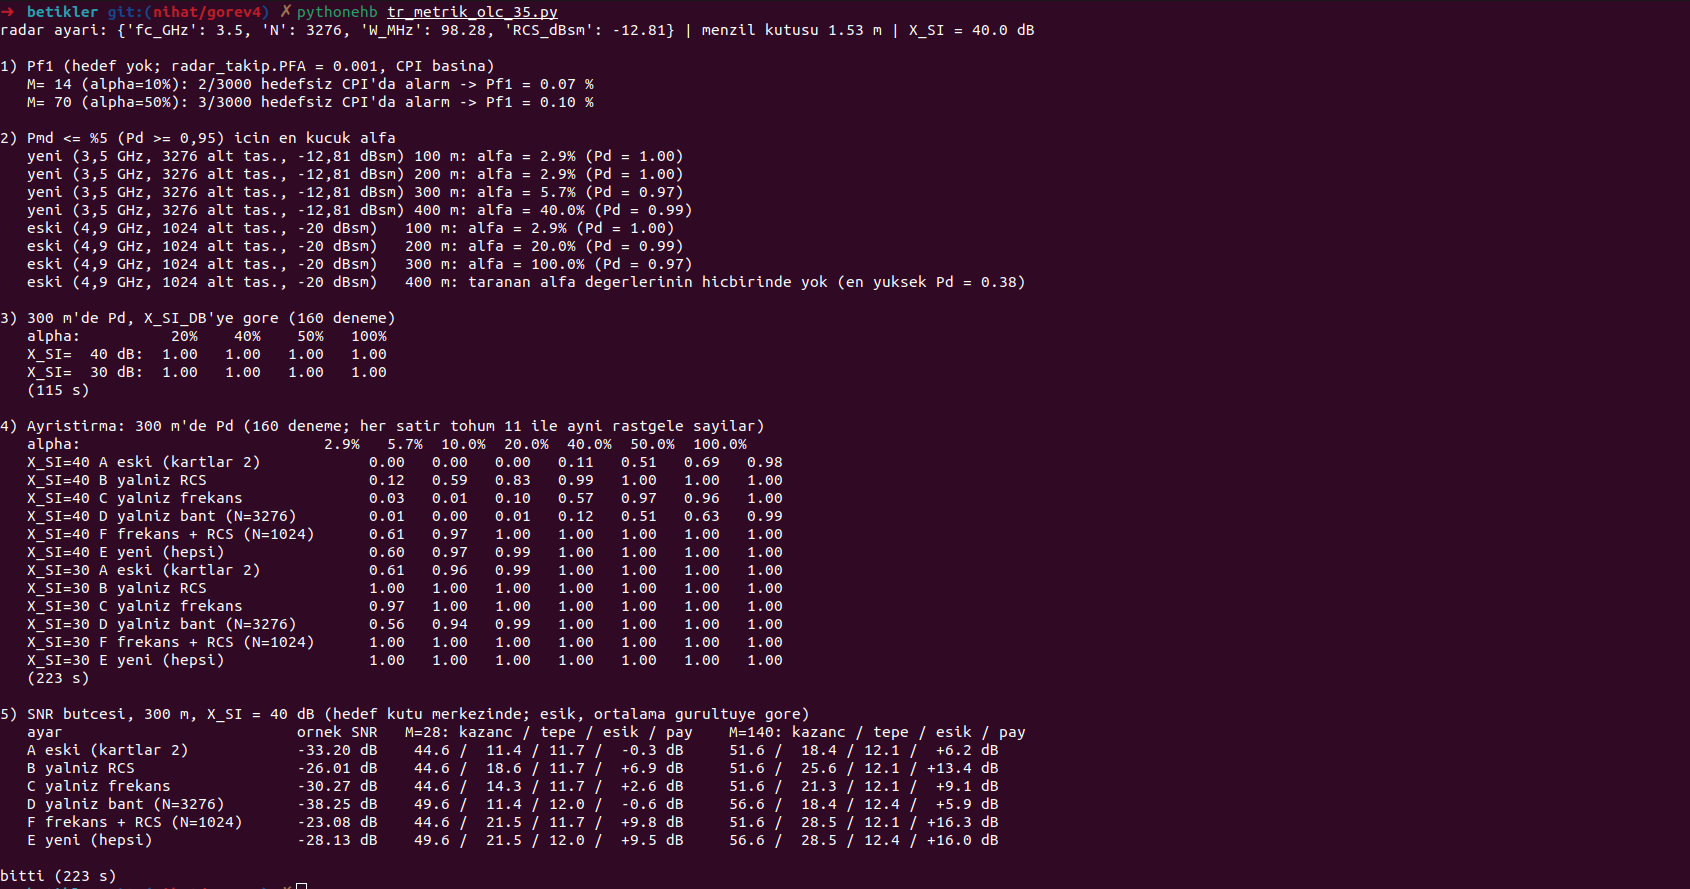 ➜  betikler git:(nihat/gorev4) ✗ pythonehb tr_metrik_olc_35.py
radar ayari: {'fc_GHz': 3.5, 'N': 3276, 'W_MHz': 98.28, 'RCS_dBsm': -12.81} | menzil kutusu 1.53 m | X_SI = 40.0 dB

1) Pf1 (hedef yok; radar_takip.PFA = 0.001, CPI basina)
   M= 14 (alpha=10%): 2/3000 hedefsiz CPI'da alarm -> Pf1 = 0.07 %
   M= 70 (alpha=50%): 3/3000 hedefsiz CPI'da alarm -> Pf1 = 0.10 %

2) Pmd <= %5 (Pd >= 0,95) icin en kucuk alfa
   yeni (3,5 GHz, 3276 alt tas., -12,81 dBsm) 100 m: alfa = 2.9% (Pd = 1.00)
   yeni (3,5 GHz, 3276 alt tas., -12,81 dBsm) 200 m: alfa = 2.9% (Pd = 1.00)
   yeni (3,5 GHz, 3276 alt tas., -12,81 dBsm) 300 m: alfa = 5.7% (Pd = 0.97)
   yeni (3,5 GHz, 3276 alt tas., -12,81 dBsm) 400 m: alfa = 40.0% (Pd = 0.99)
   eski (4,9 GHz, 1024 alt tas., -20 dBsm)   100 m: alfa = 2.9% (Pd = 1.00)
   eski (4,9 GHz, 1024 alt tas., -20 dBsm)   200 m: alfa = 20.0% (Pd = 0.99)
   eski (4,9 GHz, 1024 alt tas., -20 dBsm)   300 m: alfa = 100.0% (Pd = 0.97)
   eski (4,9 GHz, 1024 alt tas., -20 dBsm)   400 m: taranan alfa degerlerinin hicbirinde yok (en yuksek Pd = 0.38)

3) 300 m'de Pd, X_SI_DB'ye gore (160 deneme)
   alpha:          20%    40%    50%   100%
   X_SI=  40 dB:  1.00   1.00   1.00   1.00
   X_SI=  30 dB:  1.00   1.00   1.00   1.00
   (115 s)

4) Ayristirma: 300 m'de Pd (160 deneme; her satir tohum 11 ile ayni rastgele sayilar)
   alpha:                           2.9%   5.7%  10.0%  20.0%  40.0%  50.0%  100.0%
   X_SI=40 A eski (kartlar 2)            0.00   0.00   0.00   0.11   0.51   0.69   0.98
   X_SI=40 B yalniz RCS                  0.12   0.59   0.83   0.99   1.00   1.00   1.00
   X_SI=40 C yalniz frekans              0.03   0.01   0.10   0.57   0.97   0.96   1.00
   X_SI=40 D yalniz bant (N=3276)        0.01   0.00   0.01   0.12   0.51   0.63   0.99
   X_SI=40 F frekans + RCS (N=1024)      0.61   0.97   1.00   1.00   1.00   1.00   1.00
   X_SI=40 E yeni (hepsi)                0.60   0.97   0.99   1.00   1.00   1.00   1.00
   X_SI=30 A eski (kartlar 2)            0.61   0.96   0.99   1.00   1.00   1.00   1.00
   X_SI=30 B yalniz RCS                  1.00   1.00   1.00   1.00   1.00   1.00   1.00
   X_SI=30 C yalniz frekans              0.97   1.00   1.00   1.00   1.00   1.00   1.00
   X_SI=30 D yalniz bant (N=3276)        0.56   0.94   0.99   1.00   1.00   1.00   1.00
   X_SI=30 F frekans + RCS (N=1024)      1.00   1.00   1.00   1.00   1.00   1.00   1.00
   X_SI=30 E yeni (hepsi)                1.00   1.00   1.00   1.00   1.00   1.00   1.00
   (223 s)

5) SNR butcesi, 300 m, X_SI = 40 dB (hedef kutu merkezinde; esik, ortalama gurultuye gore)
   ayar                          ornek SNR   M=28: kazanc / tepe / esik / pay    M=140: kazanc / tepe / esik / pay
   A eski (kartlar 2)            -33.20 dB    44.6 /  11.4 / 11.7 /  -0.3 dB    51.6 /  18.4 / 12.1 /  +6.2 dB
   B yalniz RCS                  -26.01 dB    44.6 /  18.6 / 11.7 /  +6.9 dB    51.6 /  25.6 / 12.1 / +13.4 dB
   C yalniz frekans              -30.27 dB    44.6 /  14.3 / 11.7 /  +2.6 dB    51.6 /  21.3 / 12.1 /  +9.1 dB
   D yalniz bant (N=3276)        -38.25 dB    49.6 /  11.4 / 12.0 /  -0.6 dB    56.6 /  18.4 / 12.4 /  +5.9 dB
   F frekans + RCS (N=1024)      -23.08 dB    44.6 /  21.5 / 11.7 /  +9.8 dB    51.6 /  28.5 / 12.1 / +16.3 dB
   E yeni (hepsi)                -28.13 dB    49.6 /  21.5 / 12.0 /  +9.5 dB    56.6 /  28.5 / 12.4 / +16.0 dB

bitti (223 s)